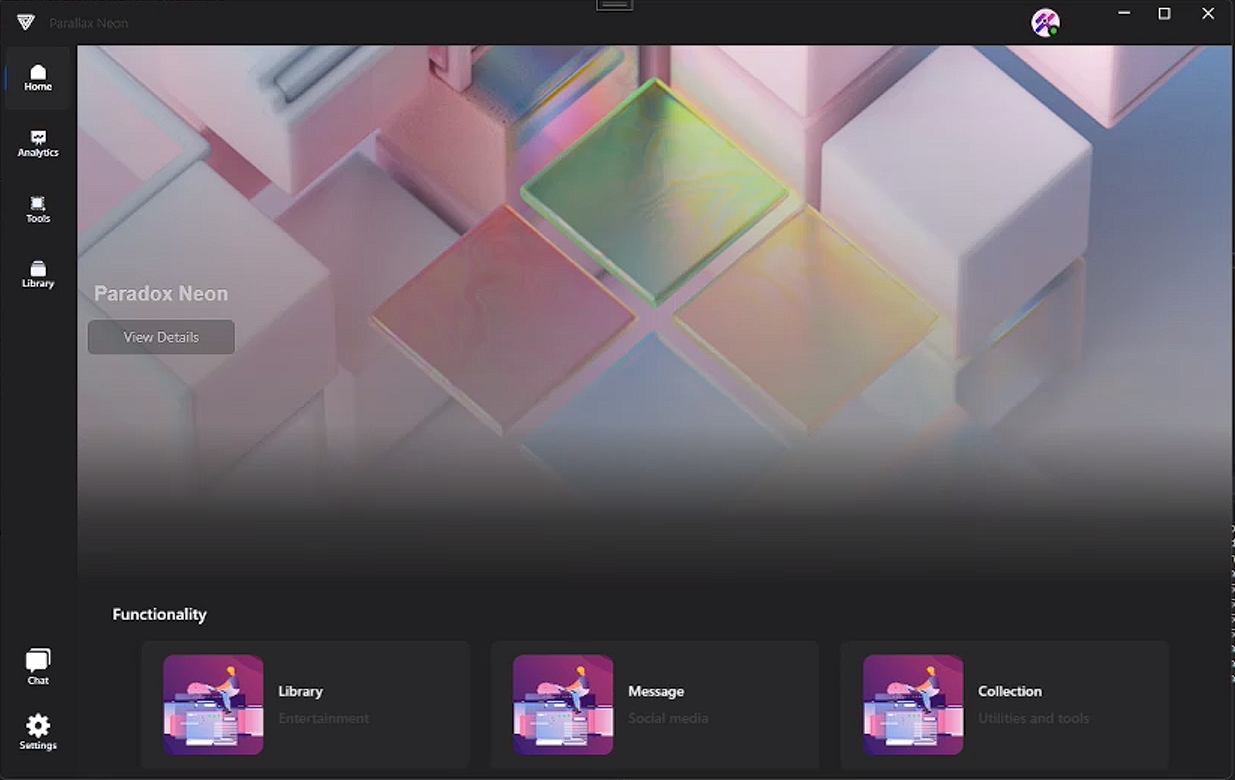 Parallax Neon
Home
Analytics
Tools
Library
Paradox Neon
View Details
Functionality
Library
Entertainment
Message
Social media
Collection
Utilities and tools
Chat
Settings